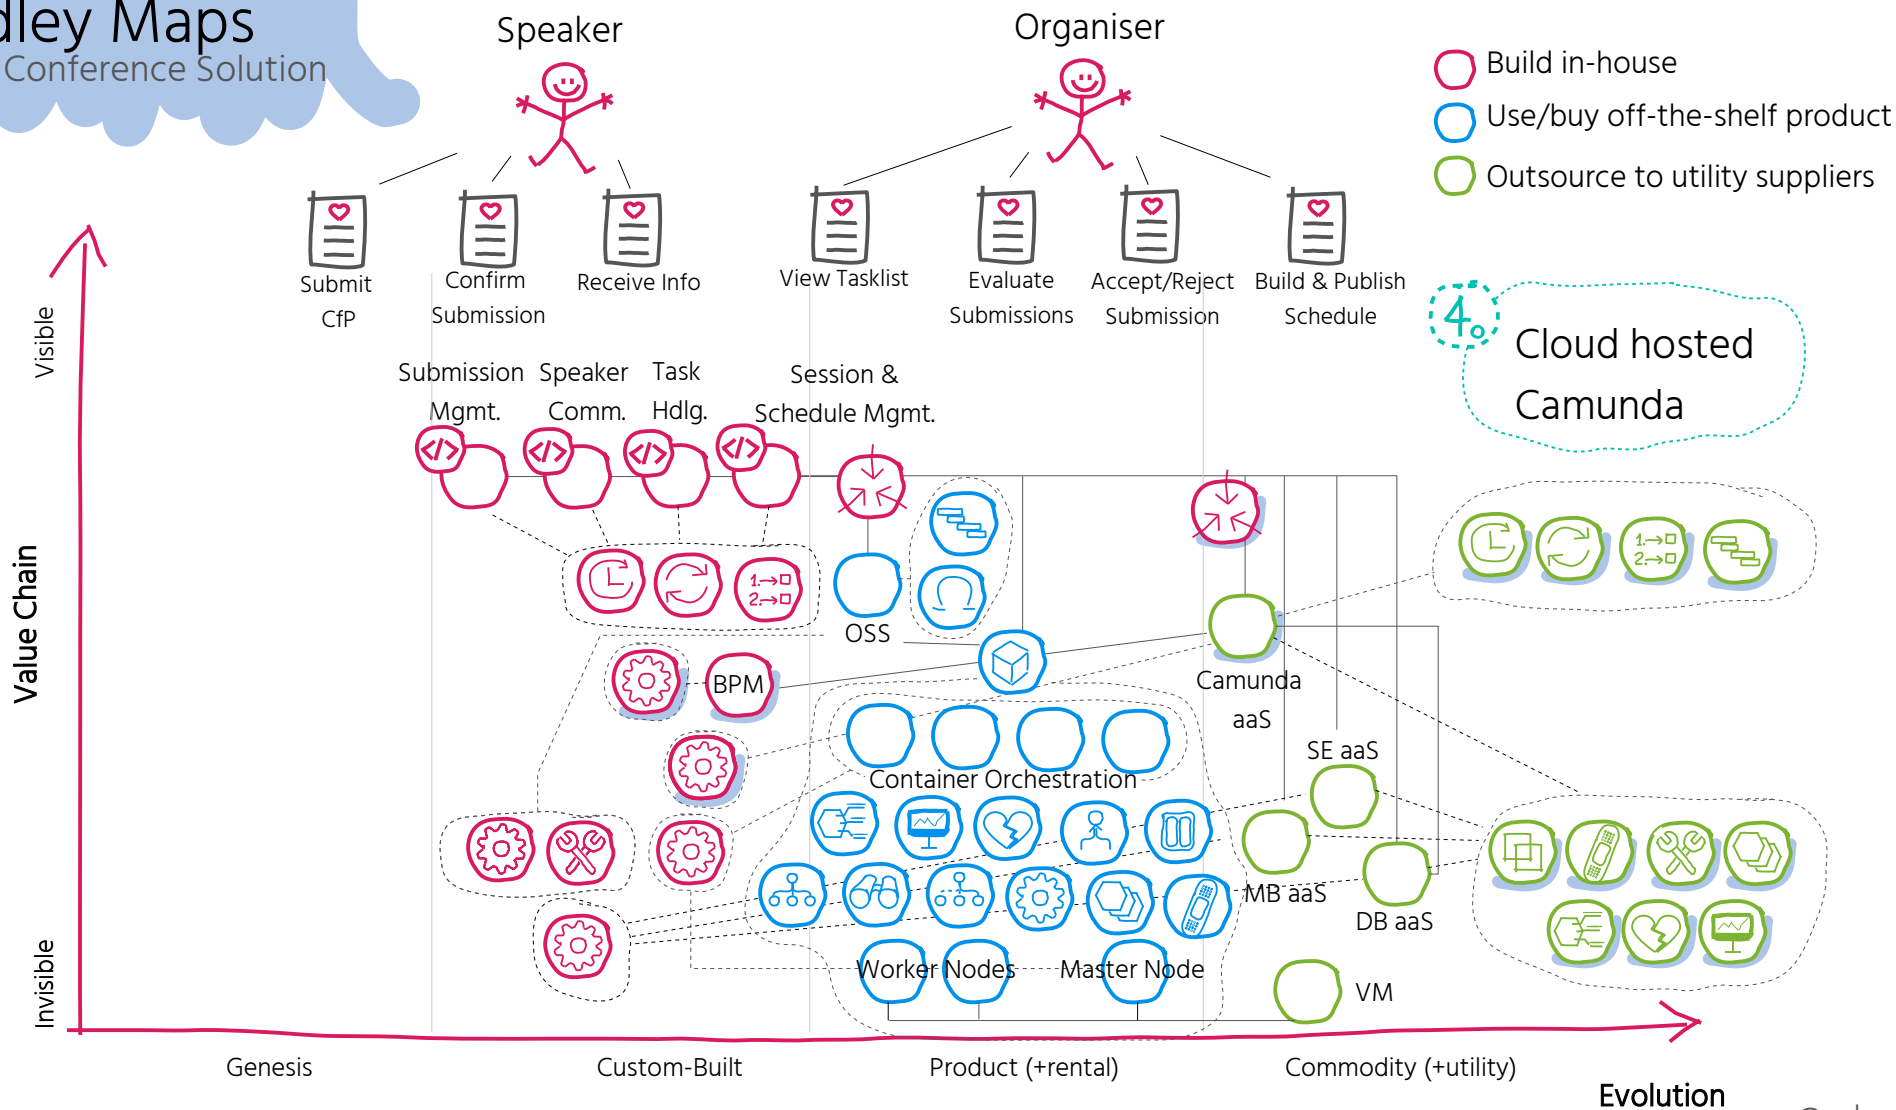 dley Maps
Conference Solution
Speaker
Organiser
Build in-house
Use/buy off-the-shelf product
Outsource to utility suppliers
Submit
CfP
Confirm
Submission
Receive Info
View Tasklist
Evaluate
Submissions
Accept/Reject
Submission
Build & Publish
Schedule
4.
Cloud hosted
Camunda
Visible
Value Chain
Invisible
Submission
Mgmt.
Speaker
Comm.
Task
Hdlg.
Session &
Schedule Mgmt.
</>
</>
</>
</>
1.→
2.→
1.→
2.→
OSS
BPM
Camunda
aaS
SE aaS
Container Orchestration
MB aaS
DB aaS
Worker Nodes
Master Node
VM
Genesis
Custom-Built
Product (+rental)
Commodity (+utility)
Evolution